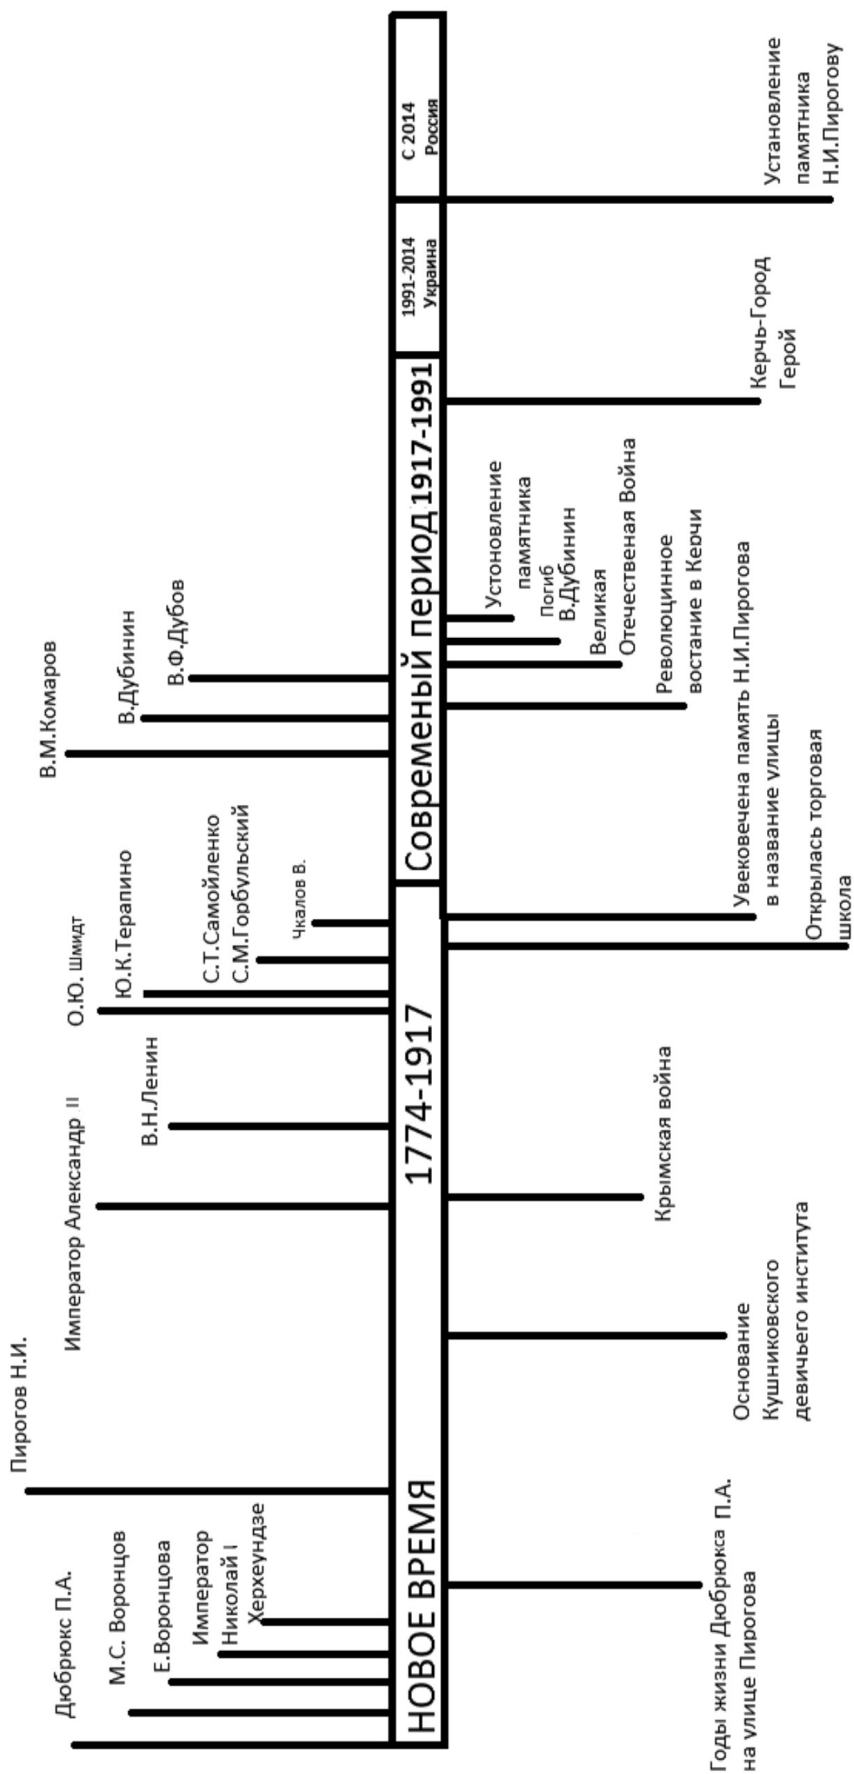 Дюбрюкс П.А.
М.С. Воронцов
Е.Воронцова
Император
Николай I
Херхеундзе
Пирогов Н.И.
Император Александр II
В.Н.Ленин
О.Ю. Шмидт
Ю.К.Терапино
С.Т.Самойленко
С.М.Горбульский
Чкалов В.
В.М.Комаров
В.Дубинин
В.Ф.Дубов
НОВОЕ ВРЕМЯ
1774-1917
Современый период 1917-1991
1991-2014
Украина
С 2014
Россия
Годы жизни Дюбрюкса П.А.
на улице Пирогова
Основание
Кушниковского
девичьего института
Крымская война
Открылась торговая
школа
Увековечена память Н.И.Пирогова
в название улицы
Революцинное
востание в Керчи
Великая
Отечественая Война
Погиб
В.Дубинин
Устоновление
памятника
Керчь-Город
Герой
Установление
памятника
Н.И.Пирогову